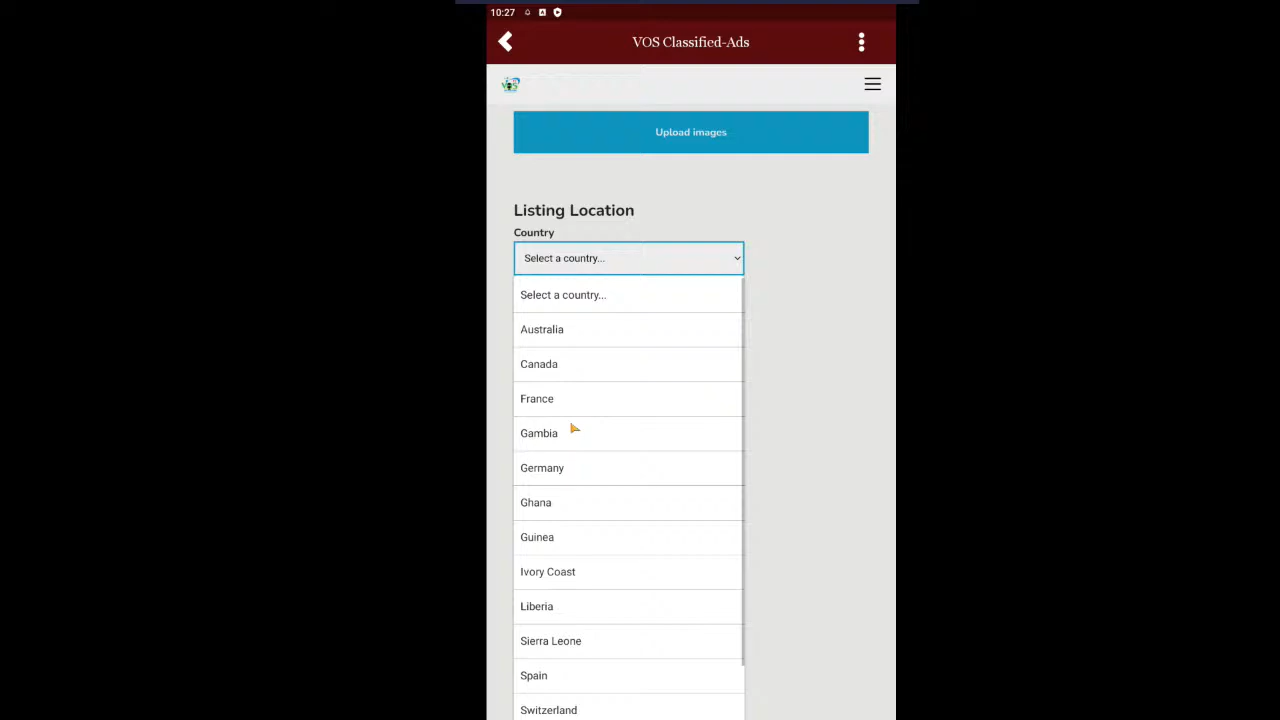 10:27
VOS Classified-Ads
Upload images
Listing Location
Country
Select a country...
Select a country...
Australia
Canada
France
Gambia
Germany
Ghana
Guinea
Ivory Coast
Liberia
Sierra Leone
Spain
Switzerland